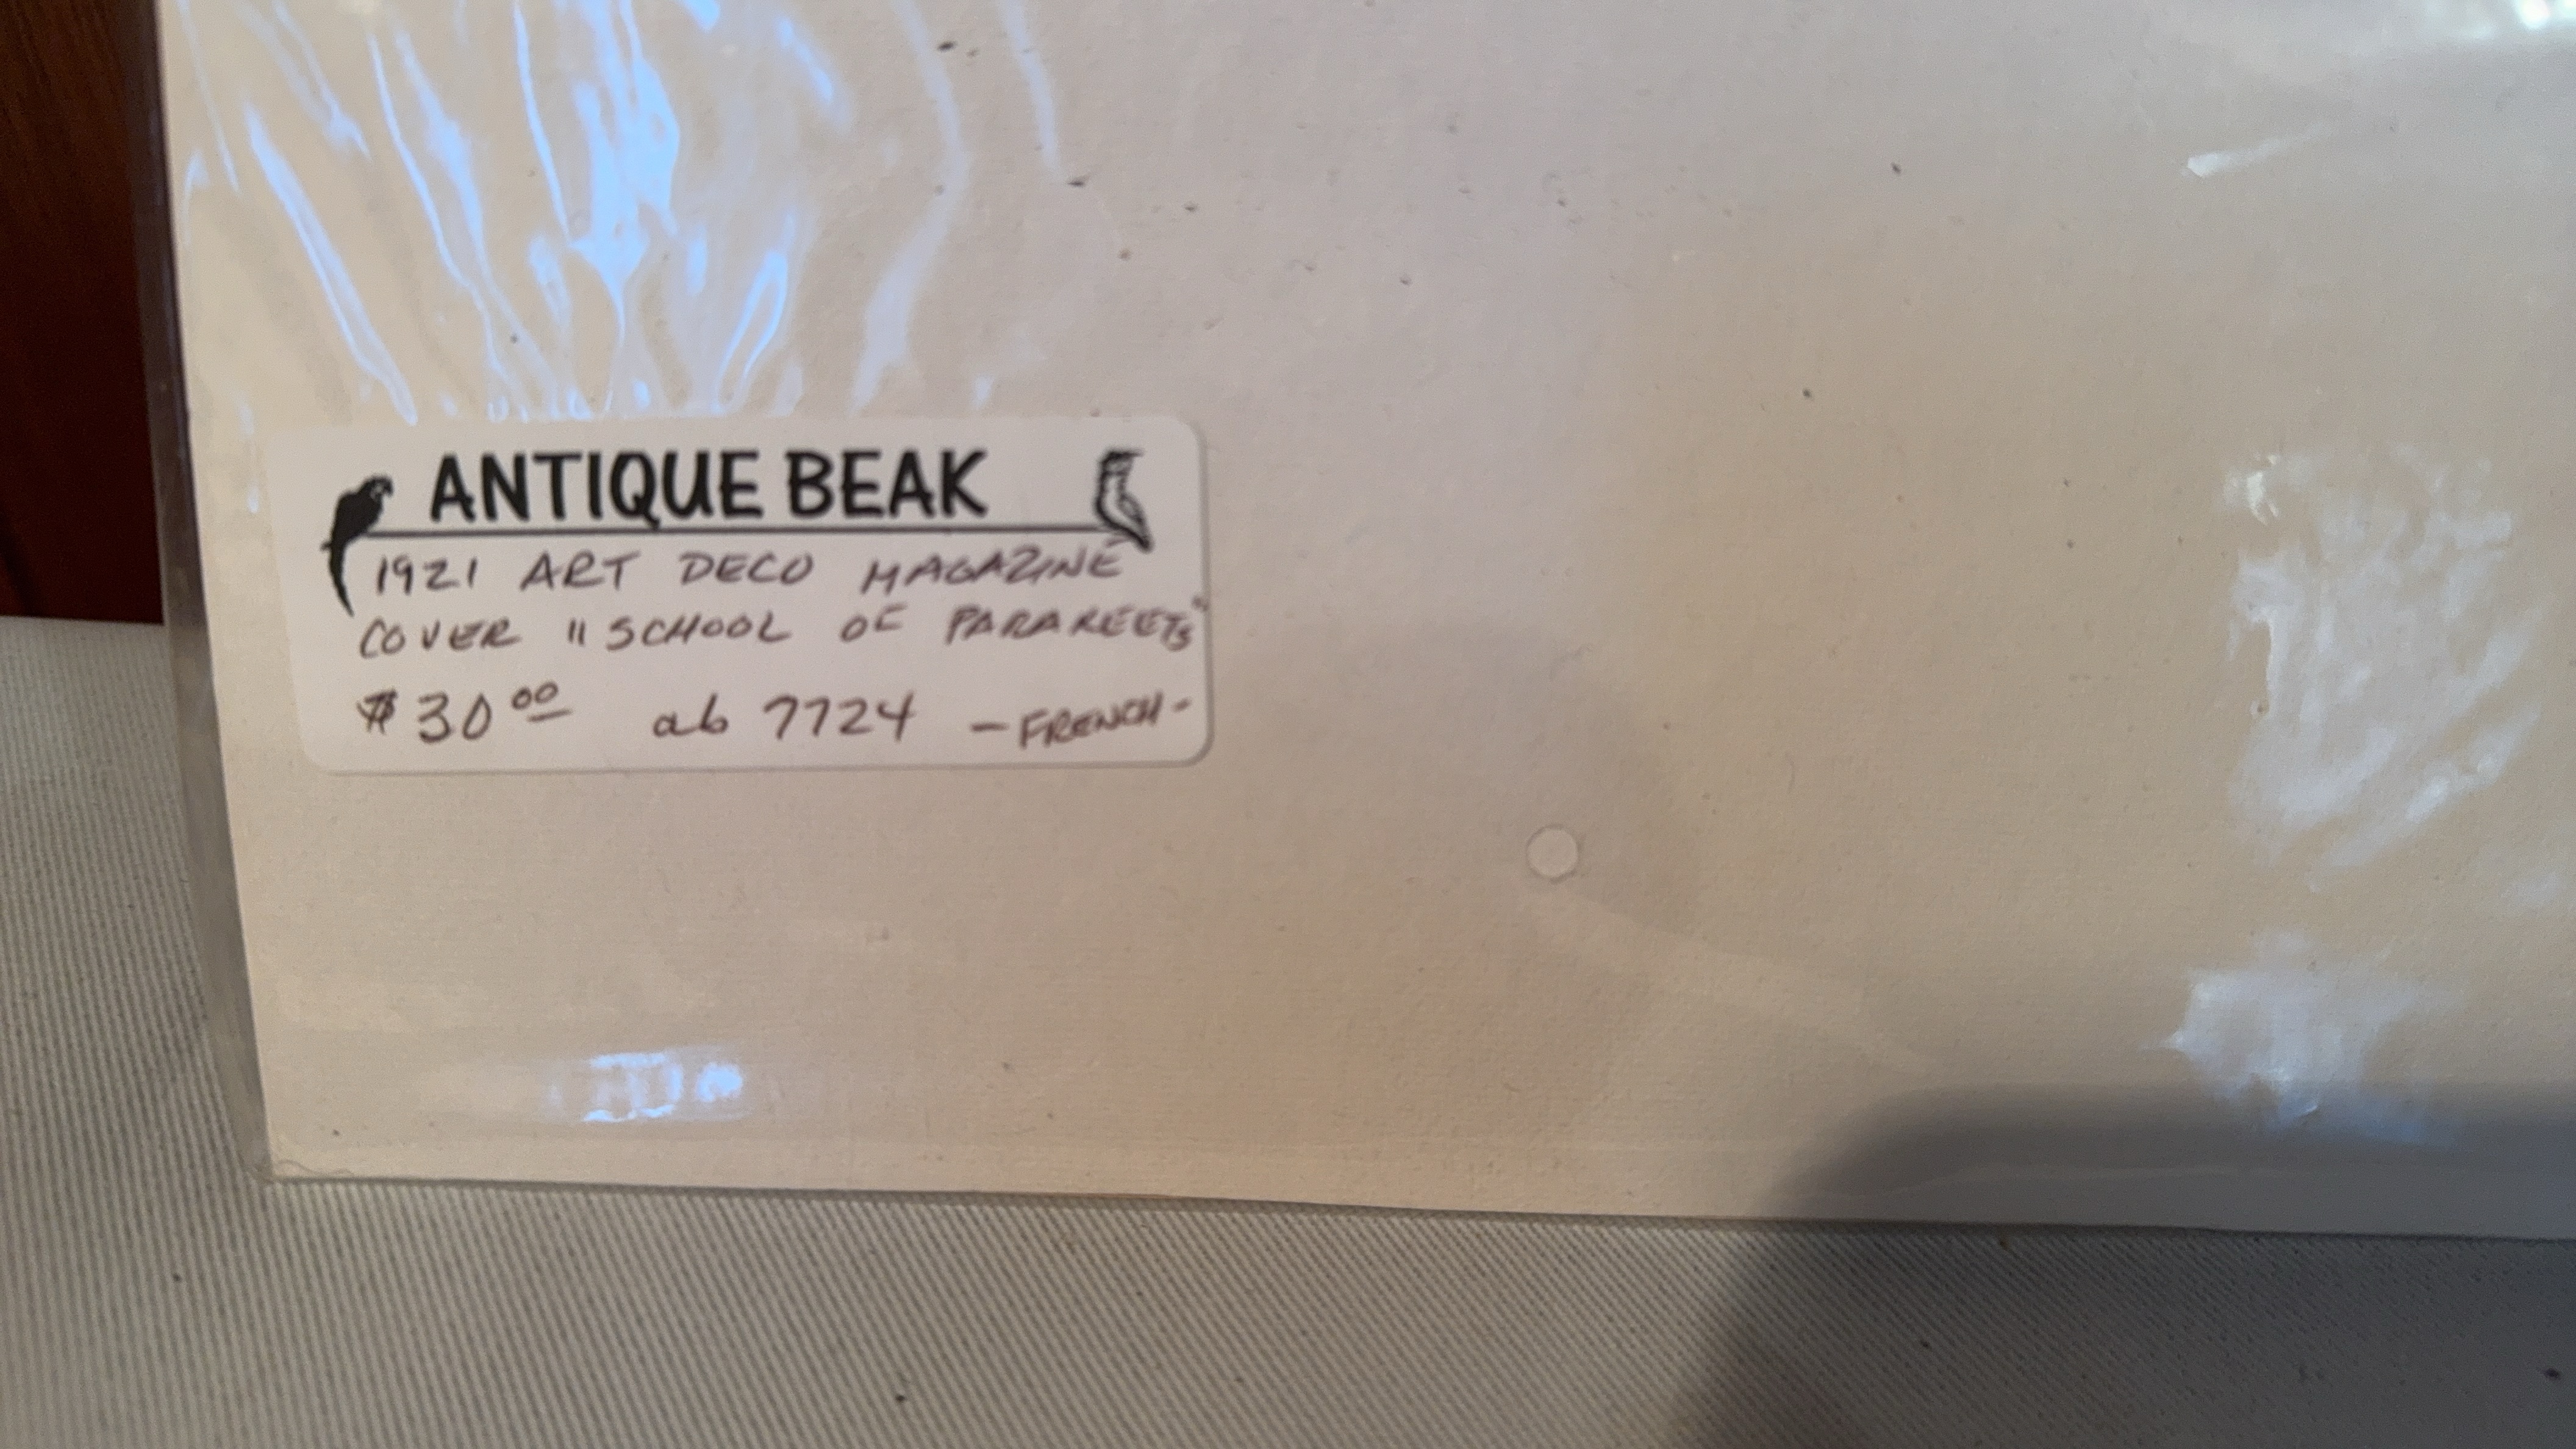 ANTIQUE BEAK
1921 ART DECO MAGAZINE
COVER "SCHOOL OF PARAKEETS"
$30.00 ab 7724 -FRENCH-